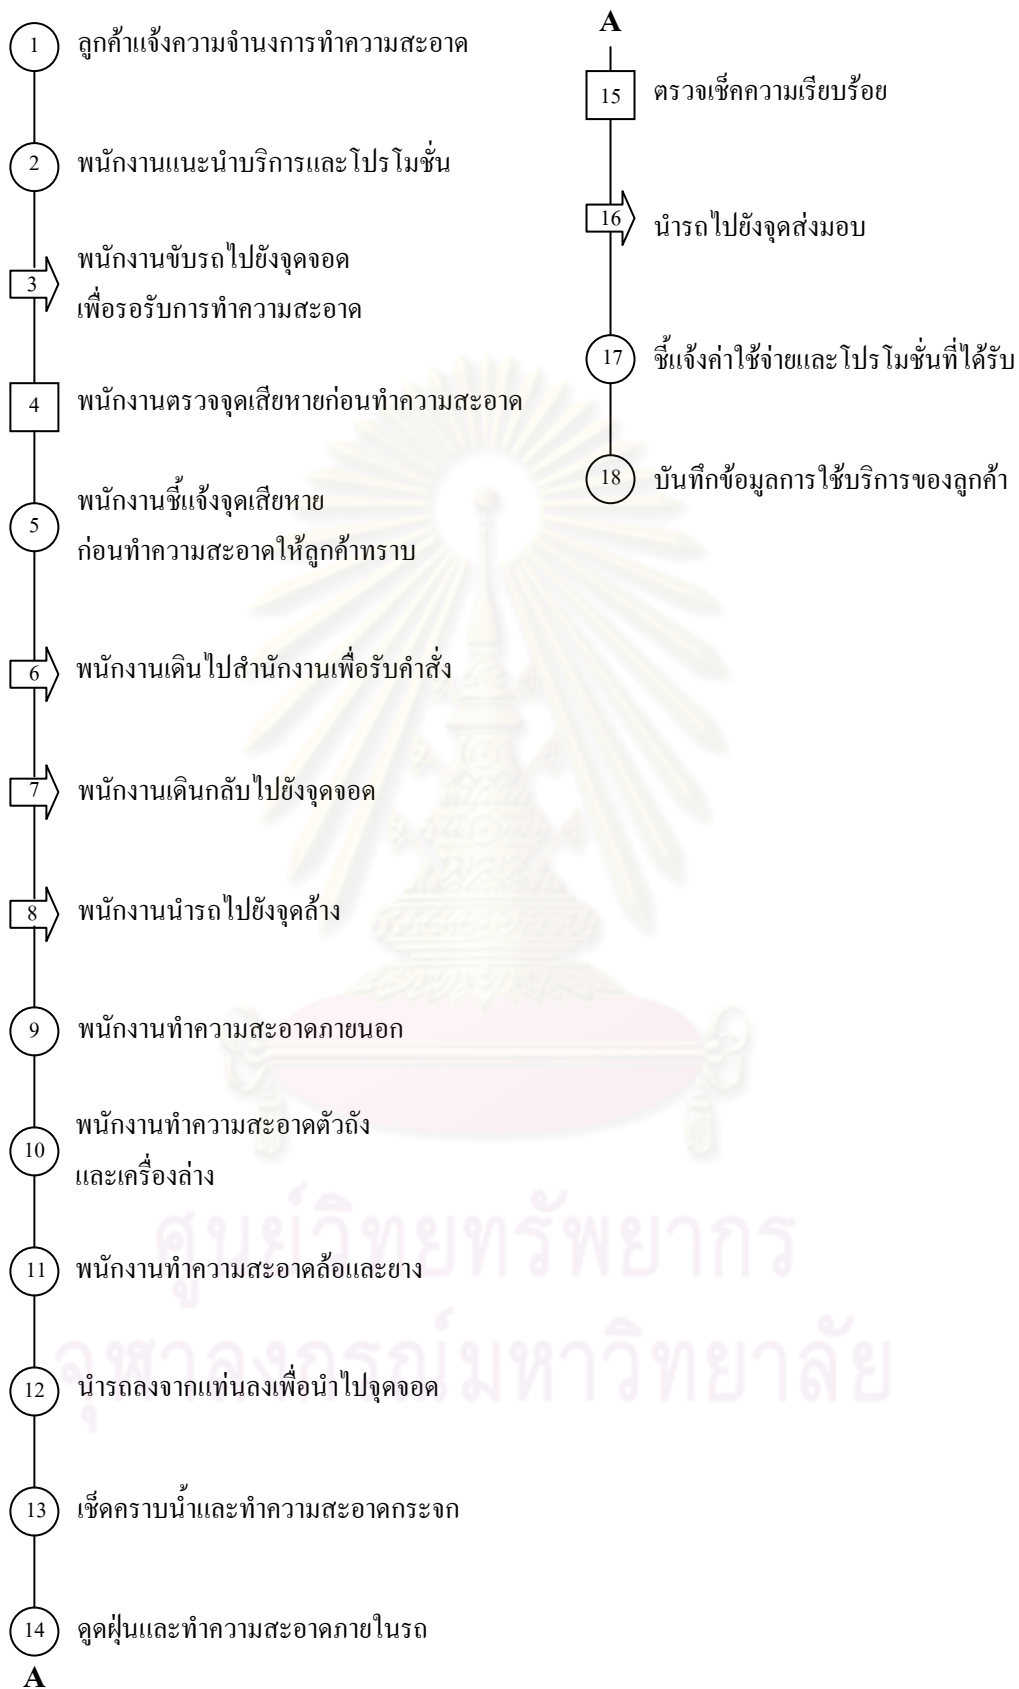 1 ลูกค้าแจ้งความจำนงการทำความสะอาด
2 พนักงานแนะนำบริการและโปรโมชั่น
พนักงานขับรถไปยังจุดจอด
3
เพื่อรอรับการทำความสะอาด
4 พนักงานตรวจจุดเสียหายก่อนทำความสะอาด
พนักงานชี้แจ้งจุดเสียหาย
5
ก่อนทำความสะอาดให้ลูกค้าทราบ
6 พนักงานเดินไปสำนักงานเพื่อรับคำสั่ง
7 พนักงานเดินกลับไปยังจุดจอด
8 พนักงานนำรถไปยังจุดล้าง
9 พนักงานทำความสะอาดภายนอก
พนักงานทำความสะอาดตัวถัง
10
และเครื่องล่าง
11 พนักงานทำความสะอาดล้อและยาง
12 นำรถลงจากแท่นลงเพื่อนำไปจุดจอด
13 เช็ดคราบน้ำและทำความสะอาดกระจก
14 ดูดฝุ่นและทำความสะอาดภายในรถ
A
A
15 ตรวจเช็คความเรียบร้อย
16 นำรถไปยังจุดส่งมอบ
17 ชี้แจ้งค่าใช้จ่ายและโปรโมชั่นที่ได้รับ
18 บันทึกข้อมูลการใช้บริการของลูกค้า
ศูนย์วิทยทรัพยากร
จุฬาลงกรณ์มหาวิทยาลัย